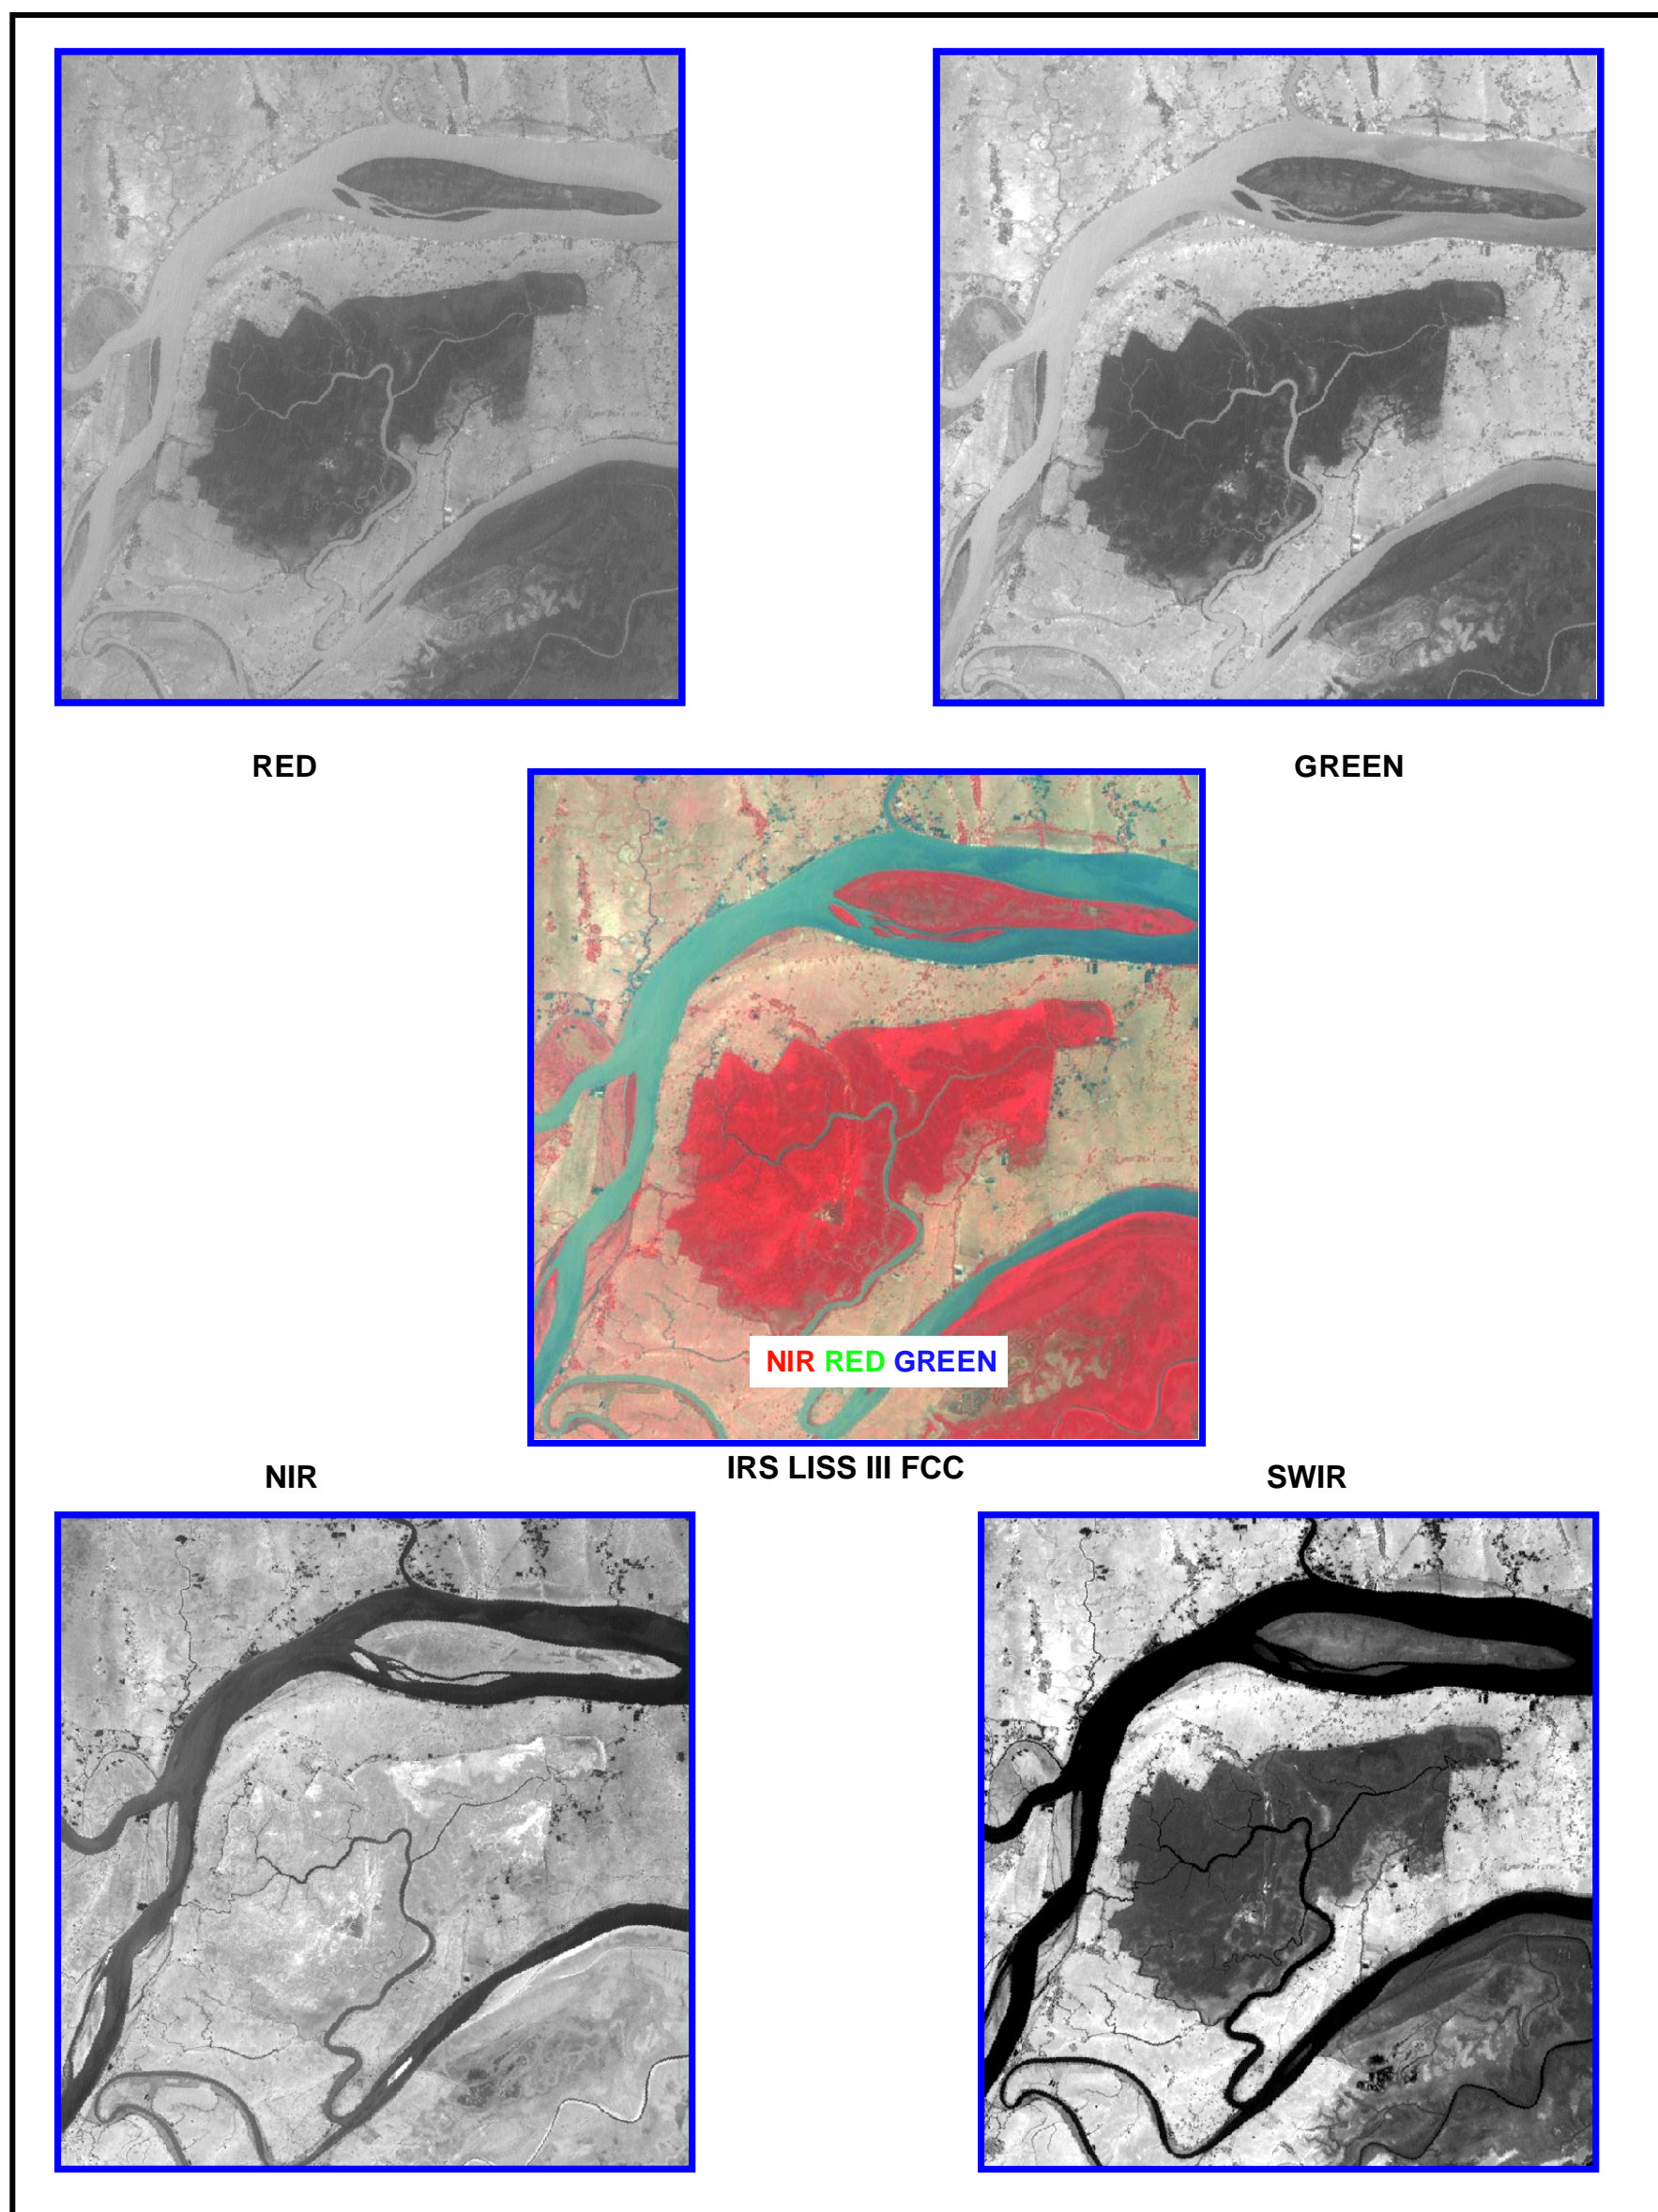 RED
GREEN
NIR RED GREEN
IRS LISS III FCC
NIR
SWIR